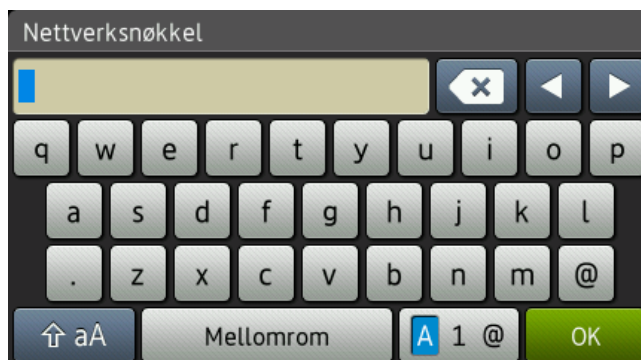 Nettverksnøkkel
q w e r t y u i o p
a s d f g h j k l
. z x c v b n m @
aA Mellomrom A 1 @ OK